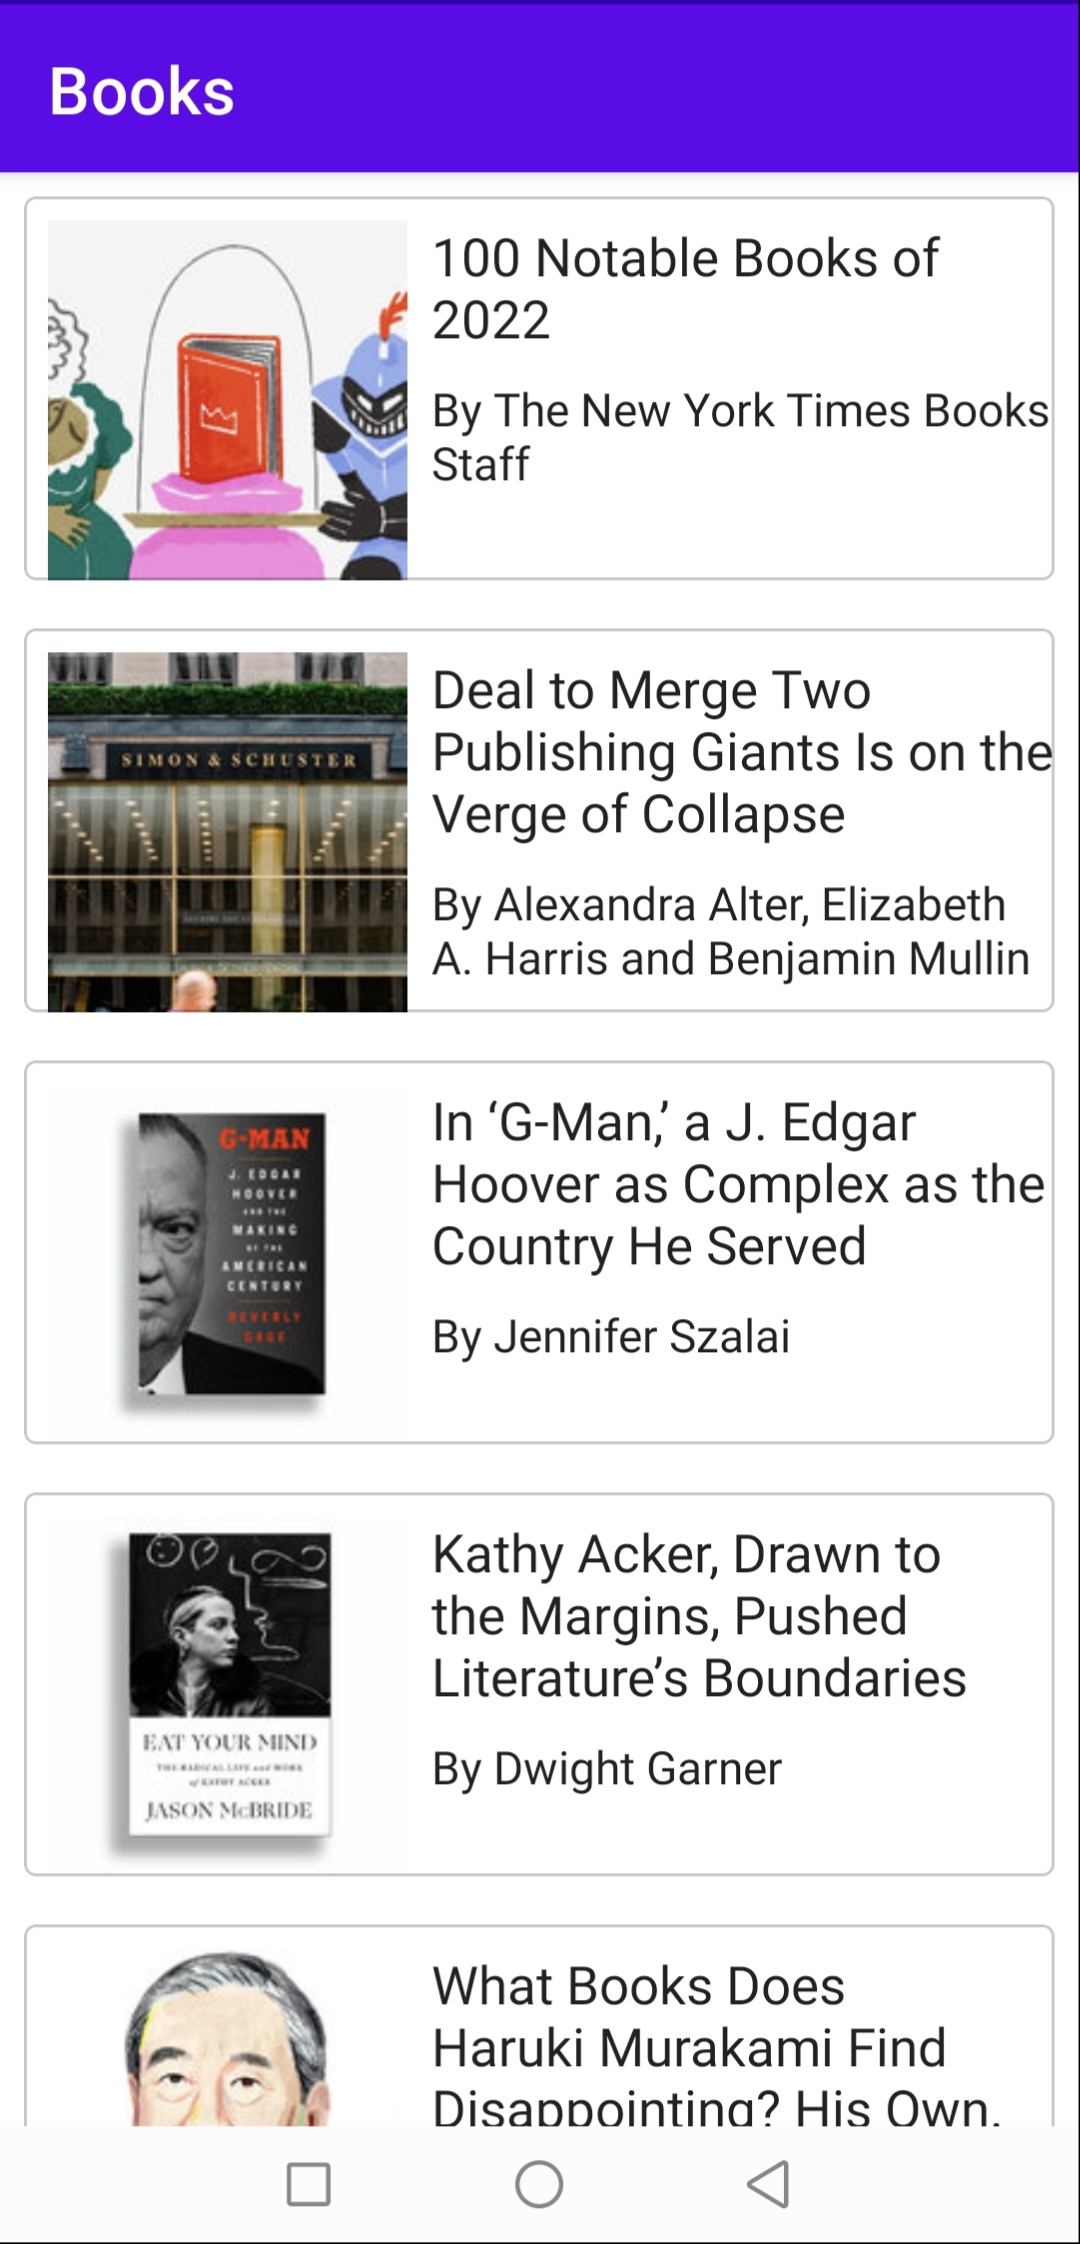 Books
100 Notable Books of
2022
By The New York Times Books
Staff
SIMON & SCHUSTER
Deal to Merge Two
Publishing Giants Is on the
Verge of Collapse
By Alexandra Alter, Elizabeth
A. Harris and Benjamin Mullin
G-MAN
J. EDGAR
HOOVER
AND THE
MAKING
OF THE
AMERICAN
CENTURY
BEVERLY
GAGE
In ‘G-Man,’ a J. Edgar
Hoover as Complex as the
Country He Served
By Jennifer Szalai
EAT YOUR MIND
THE RADICAL LIFE and WORK
of KATHY ACKER
JASON McBRIDE
Kathy Acker, Drawn to
the Margins, Pushed
Literature’s Boundaries
By Dwight Garner
What Books Does
Haruki Murakami Find
Disappointing? His Own.